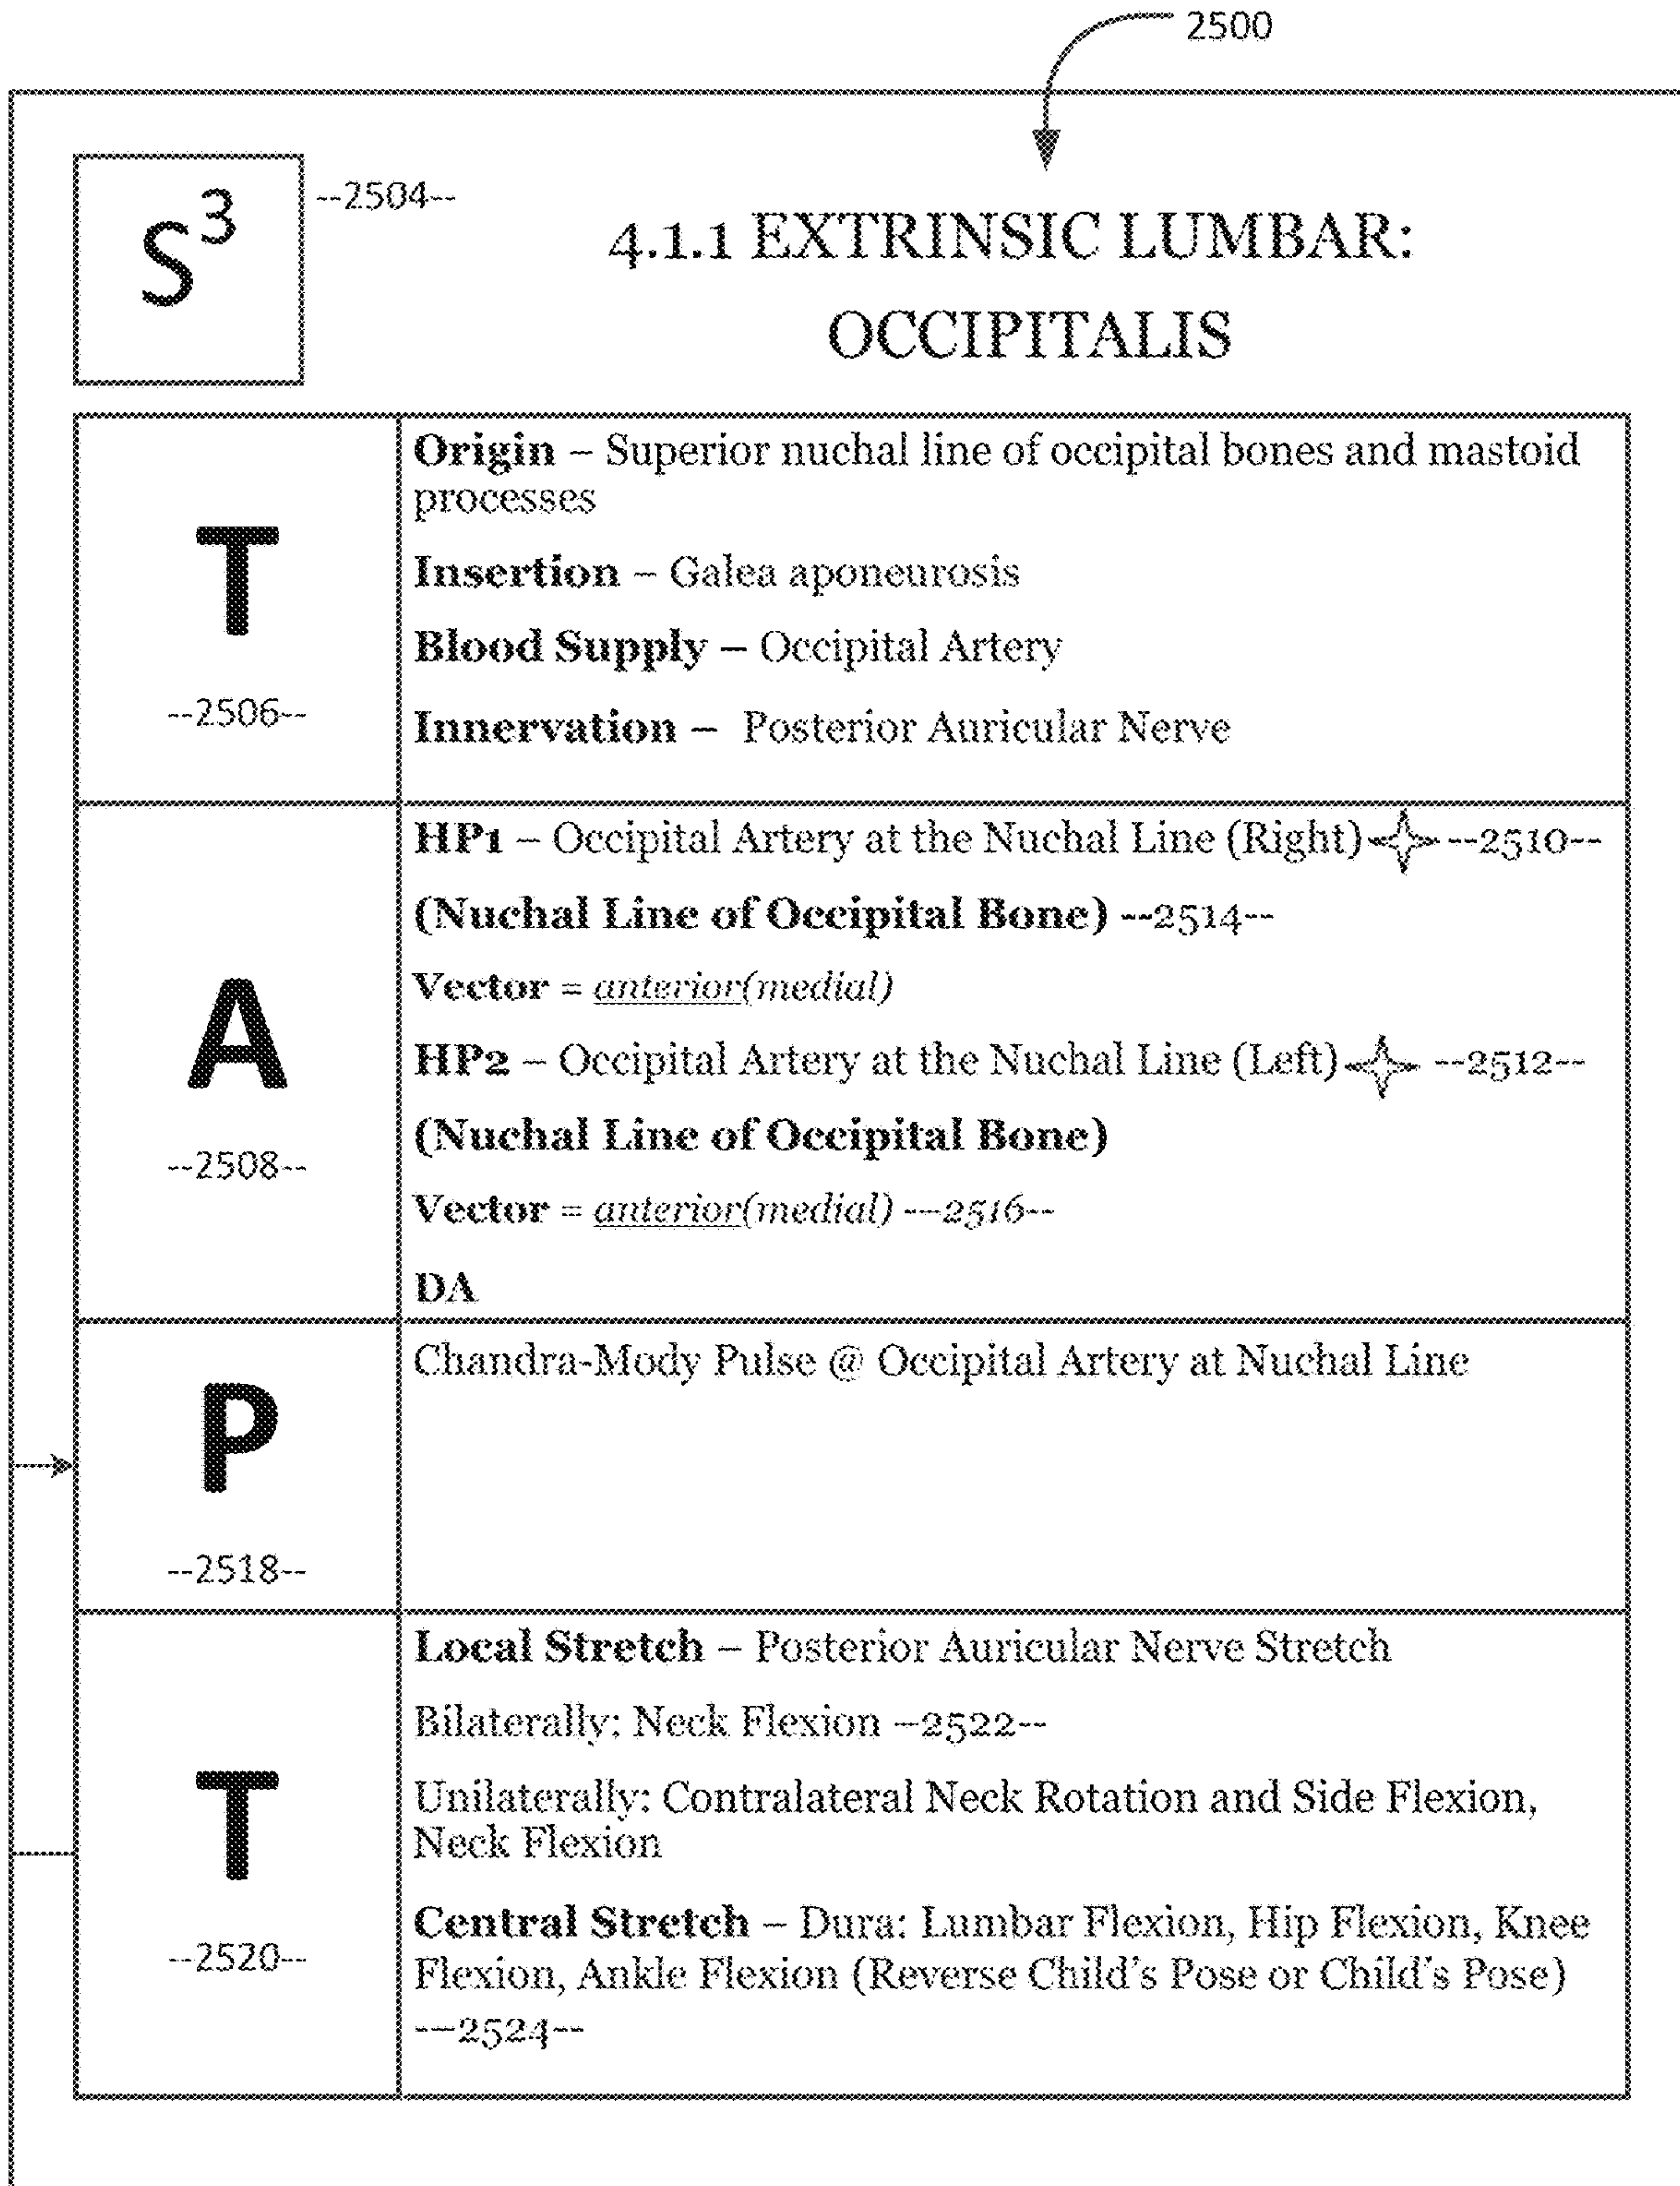 2500
S³ --2504--
4.1.1 EXTRINSIC LUMBAR:
OCCIPITALIS
T
--2506--
Origin – Superior nuchal line of occipital bones and mastoid
processes
Insertion – Galea aponeurosis
Blood Supply – Occipital Artery
Innervation – Posterior Auricular Nerve
A
--2508--
HP1 – Occipital Artery at the Nuchal Line (Right) --2510--
(Nuchal Line of Occipital Bone) --2514--
Vector = anterior(medial)
HP2 – Occipital Artery at the Nuchal Line (Left) --2512--
(Nuchal Line of Occipital Bone)
Vector = anterior(medial) -–2516--
DA
P
--2518--
Chandra-Mody Pulse @ Occipital Artery at Nuchal Line
T
--2520--
Local Stretch – Posterior Auricular Nerve Stretch
Bilaterally: Neck Flexion –2522--
Unilaterally: Contralateral Neck Rotation and Side Flexion,
Neck Flexion
Central Stretch – Dura: Lumbar Flexion, Hip Flexion, Knee
Flexion, Ankle Flexion (Reverse Child's Pose or Child's Pose)
-–2524--